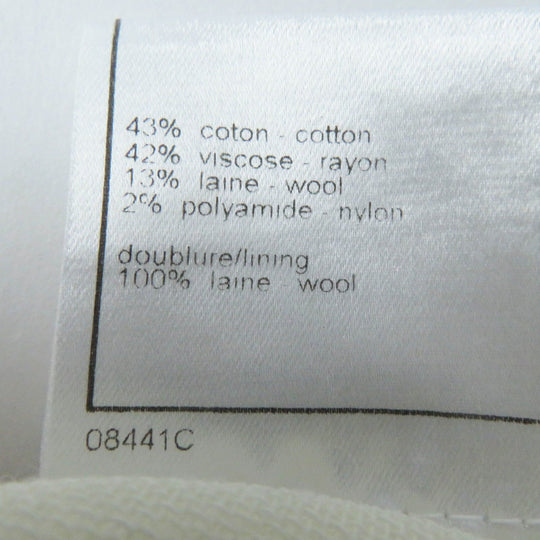 43% coton - cotton
42% viscose - rayon
13% laine - wool
2% polyamide - nylon
doublure/lining
100% laine - wool
08441C